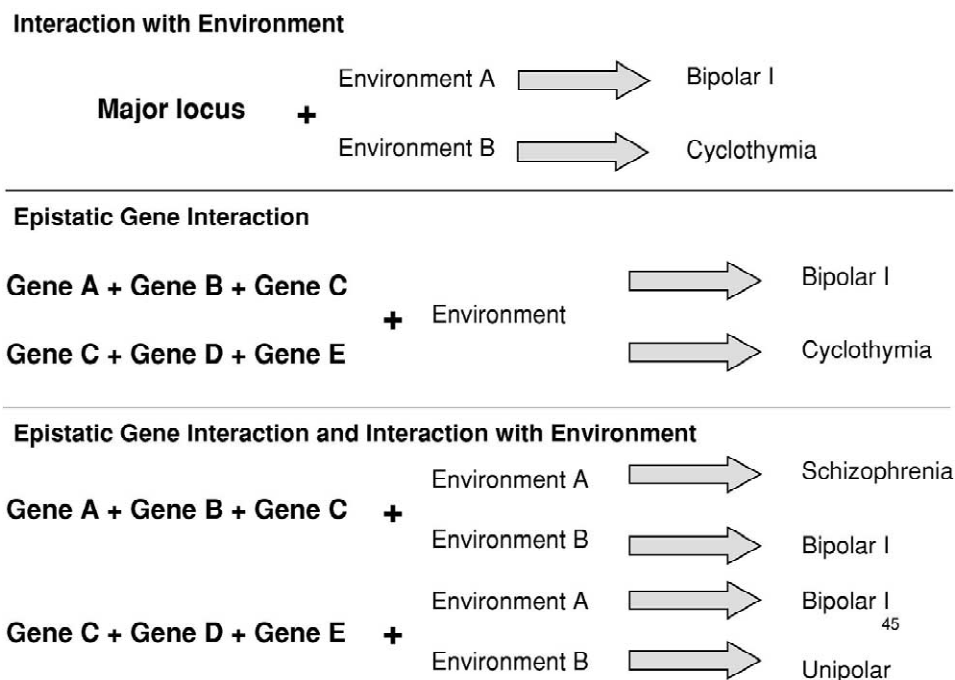 Interaction with Environment
Environment A Bipolar I
Major locus +
Environment B Cyclothymia
Epistatic Gene Interaction
Gene A + Gene B + Gene C Bipolar I
+ Environment
Gene C + Gene D + Gene E Cyclothymia
Epistatic Gene Interaction and Interaction with Environment
Environment A Schizophrenia
Gene A + Gene B + Gene C +
Environment B Bipolar I
Environment A Bipolar I
45
Gene C + Gene D + Gene E +
Environment B Unipolar